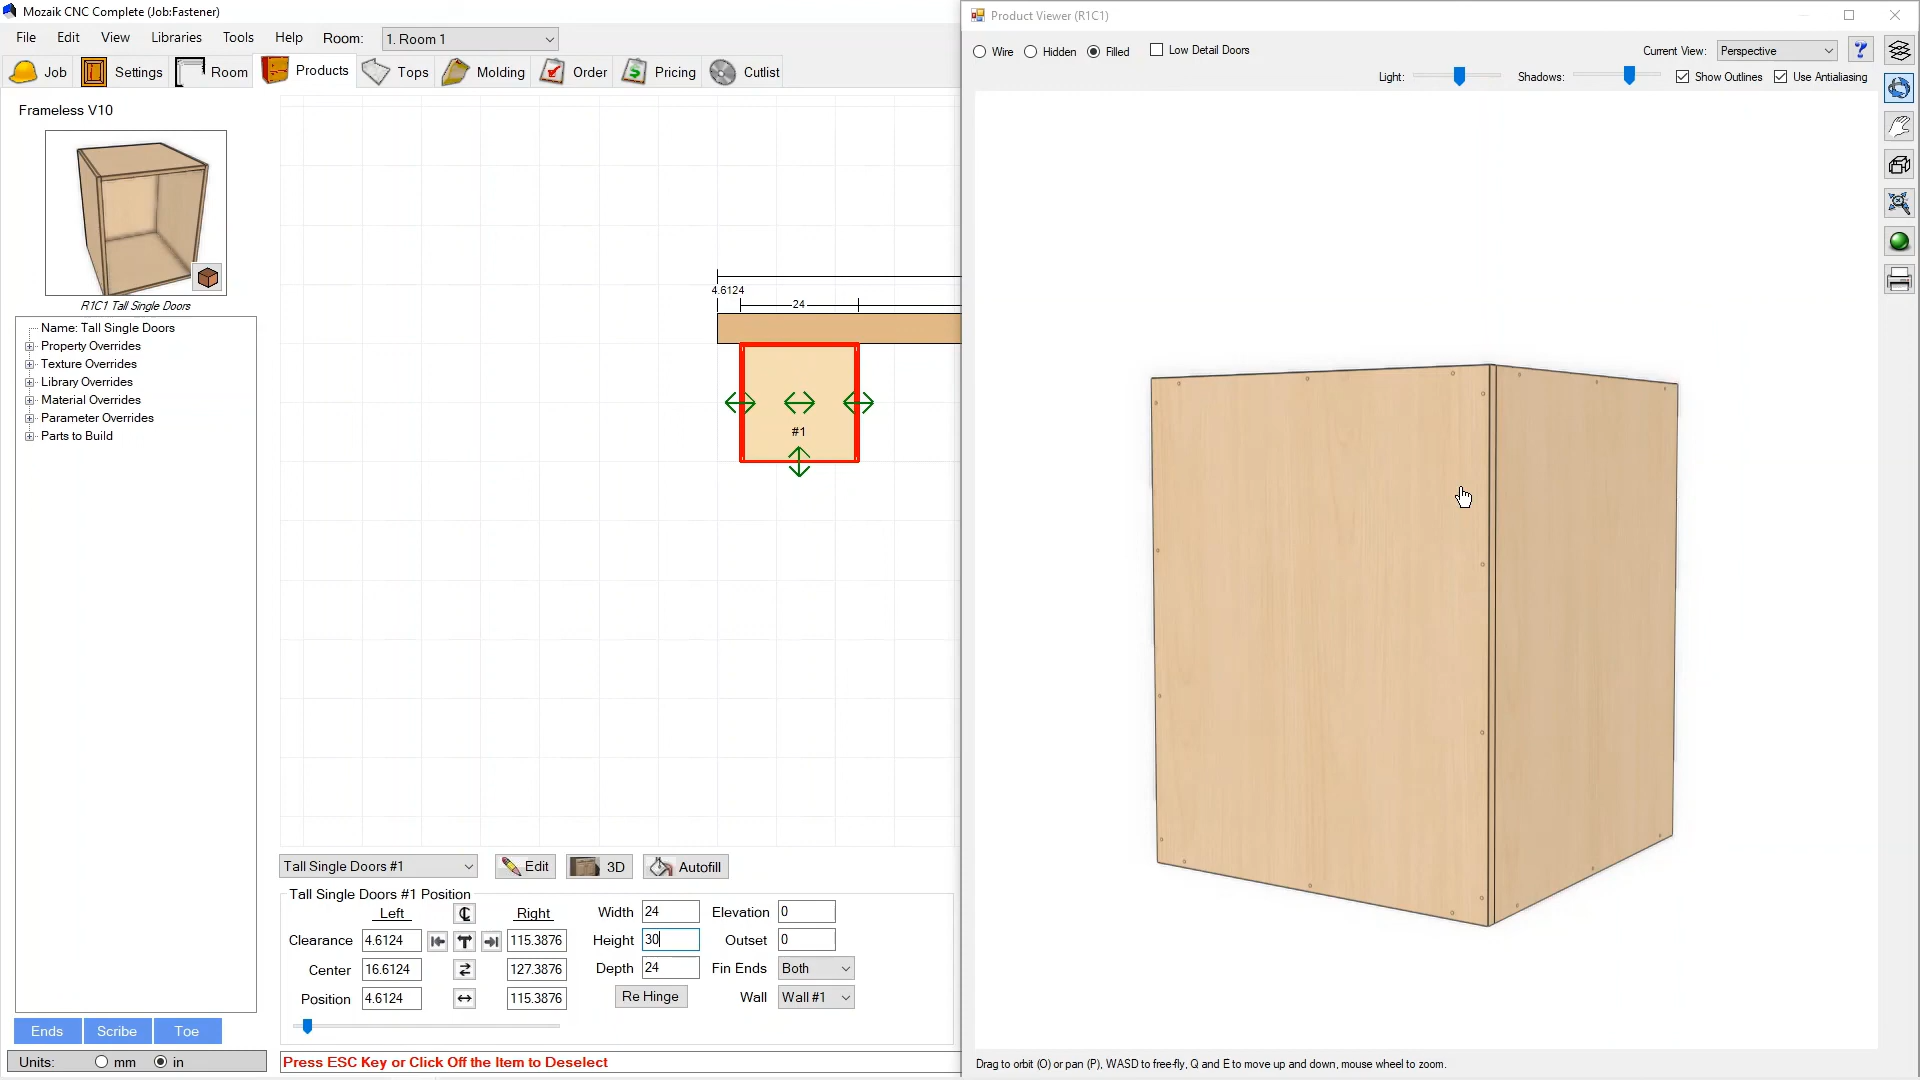 Mozaik CNC Complete (Job:Fastener)
File Edit View Libraries Tools Help Room: 1. Room 1
Job Settings Room Products Tops Molding Order Pricing Cutlist
Frameless V10
R1C1 Tall Single Doors
Name: Tall Single Doors
Property Overrides
Texture Overrides
Library Overrides
Material Overrides
Parameter Overrides
Parts to Build
Ends Scribe Toe
Units: mm in
4.6124
24
#1
Tall Single Doors #1 Edit 3D Autofill
Tall Single Doors #1 Position
Left Right Width 24 Elevation 0
Clearance 4.6124 115.3876 Height 30 Outset 0
Center 16.6124 127.3876 Depth 24 Fin Ends Both
Position 4.6124 115.3876 Re Hinge Wall Wall #1
Press ESC Key or Click Off the Item to Deselect
Product Viewer (R1C1)
Wire Hidden Filled Low Detail Doors Current View: Perspective ?
Light: Shadows: Show Outlines Use Antialiasing
Drag to orbit (O) or pan (P), WASD to free-fly, Q and E to move up and down, mouse wheel to zoom.